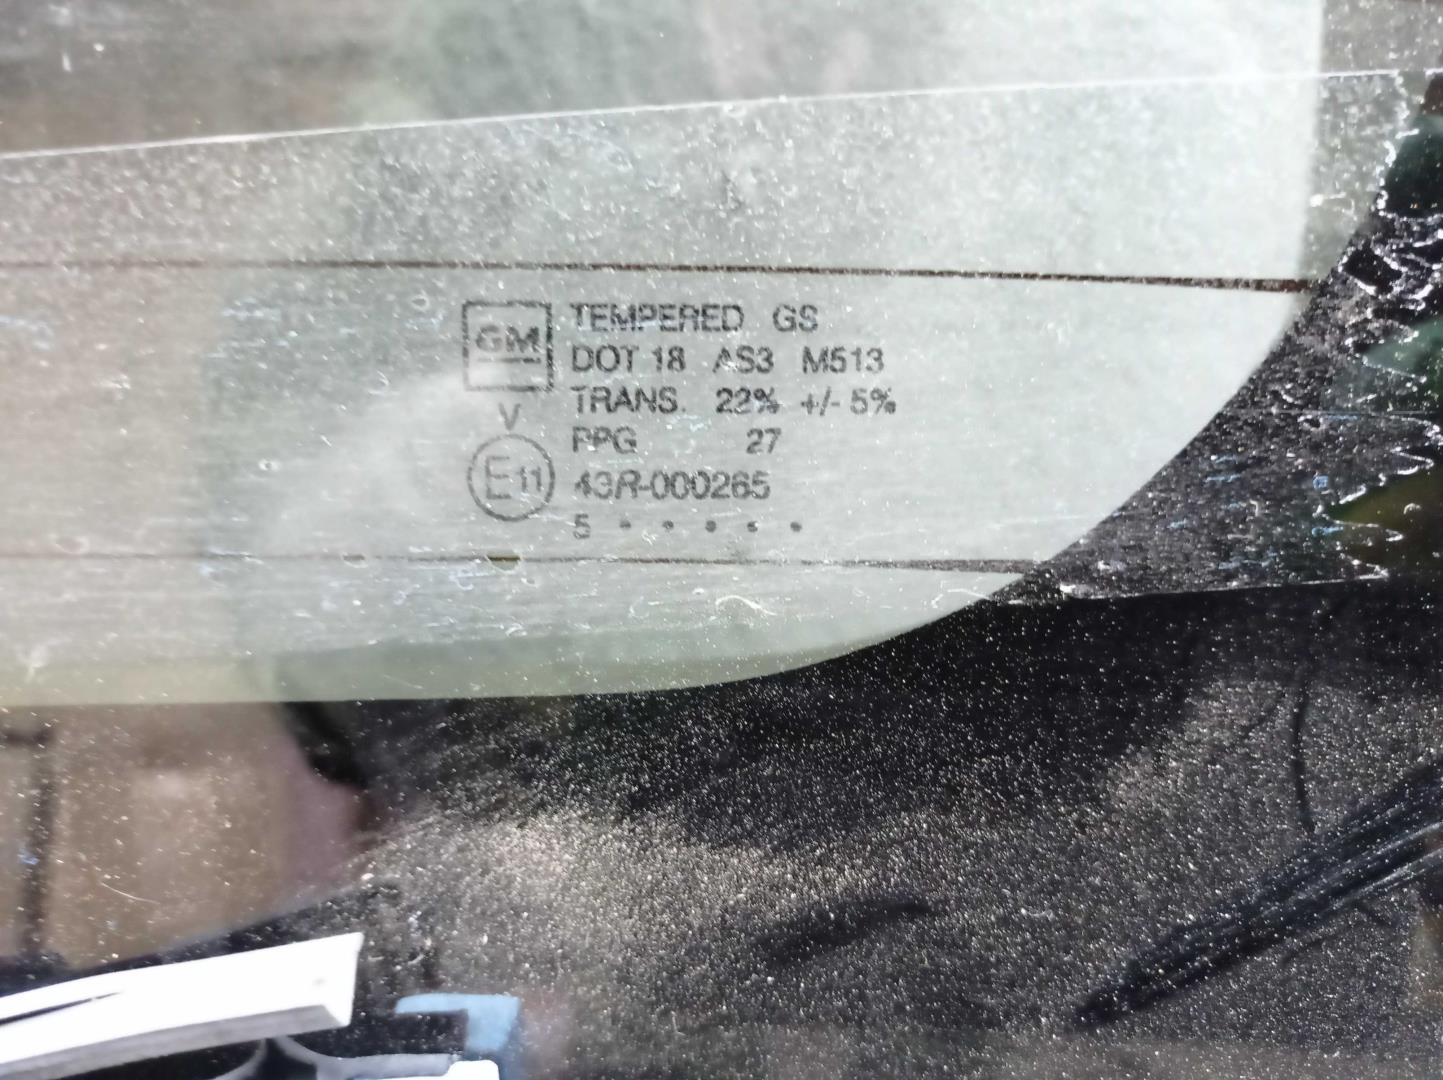 GM TEMPERED GS
DOT 18 AS3 M513
TRANS. 22% +/- 5%
V PPG 27
E11 43R-000265
5 • • • • •